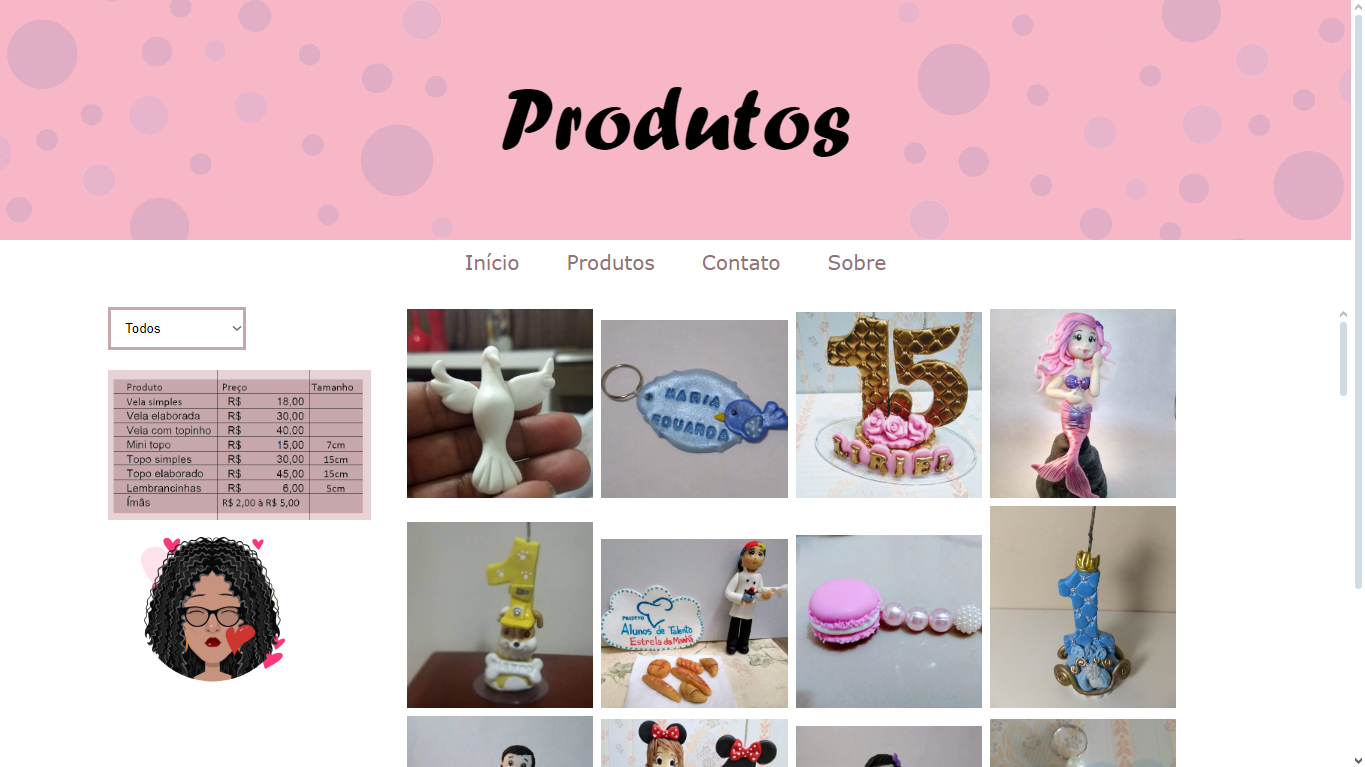 Produtos
Início Produtos Contato Sobre
Todos
Produto Preço Tamanho
Vela simples R$ 18,00
Vela elaborada R$ 30,00
Vela com topinho R$ 40,00
Mini topo R$ 15,00 7cm
Topo simples R$ 30,00 15cm
Topo elaborado R$ 45,00 15cm
Lembrancinhas R$ 6,00 5cm
Ímãs R$ 2,00 à R$ 5,00
MARIA
EDUARDA
15
LIRIEL
1
PROJETO
Alunos de Talento
Estrela da Manhã
1